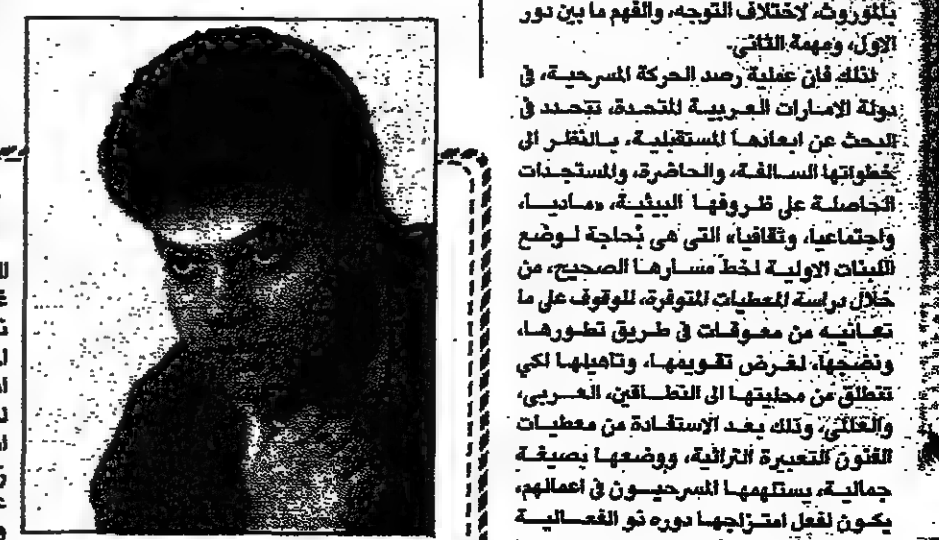 بالموروث، لاختلاف التوجه، والفهم ما بين دور
الاول، ومهمة الثاني.
لذلك فإن عملية رصد الحركة المسرحية، في
دولة الامارات العربية المتحدة، تتحدد في
البحث عن ابعادها المستقبلية، بالنظر الى
خطواتها السالفة، والحاضرة، والمستجدات
الحاصلة على ظروفها البيئية، «ماديا،
واجتماعيا، وثقافيا» التي هي بحاجة لوضع
اللبنات الاولية لخط مسارها الصحيح، من
خلال دراسة المعطيات المتوفرة، للوقوف على ما
تعانيه من معوقات في طريق تطورها،
ونضجها، لغرض تقويمها، وتاهيلها لكي
تنطلق من محليتها الى النطاقين، العربي،
والعالمي، وذلك بعد الاستفادة من معطيات
الفنون التعبيرة التراثية، ووضعها بصيغة
جمالية، يستلهمها المسرحيون في اعمالهم،
يكون لفعل امتزاجها دوره ذو الفعالية